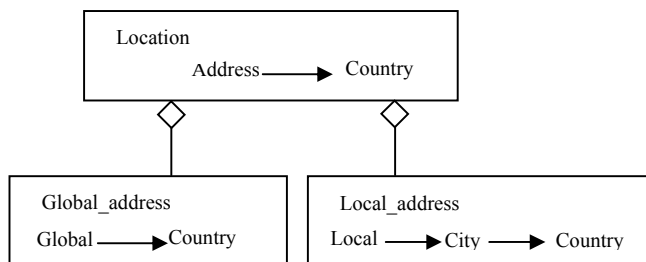 Location
Address Country
Global_address
Global Country
Local_address
Local City Country